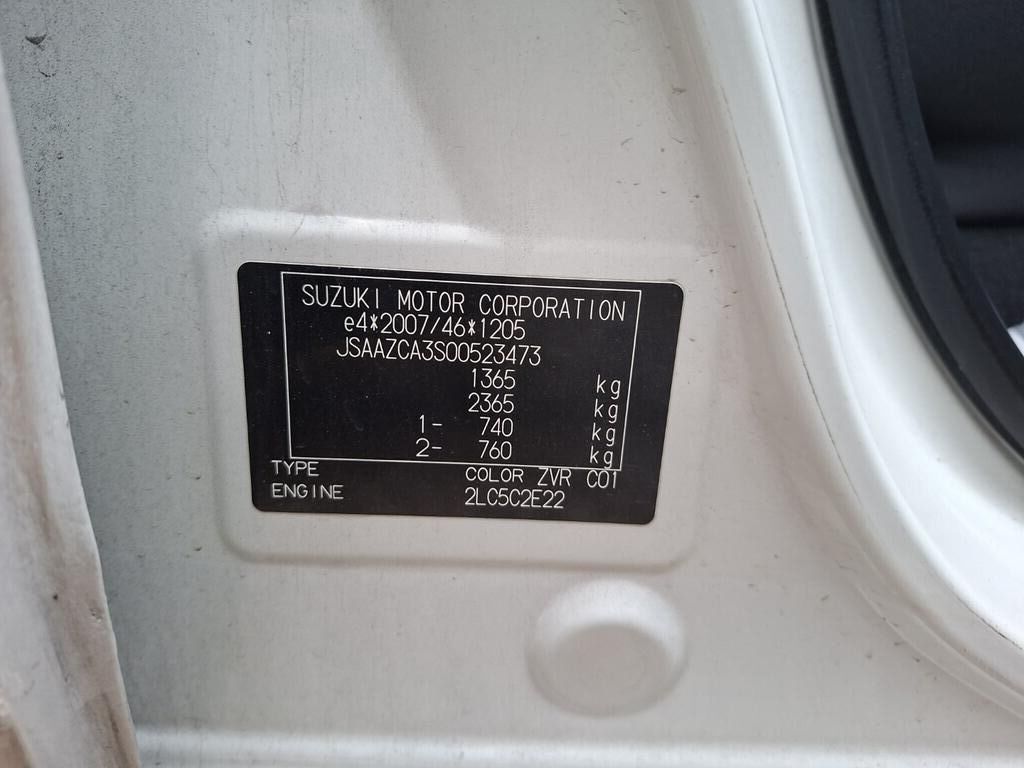 SUZUKI MOTOR CORPORATION
e4*2007/46*1205
JSAAZCA3S00523473
1365 kg
2365 kg
1- 740 kg
2- 760 kg
TYPE COLOR ZVR C01
ENGINE 2LC5C2E22